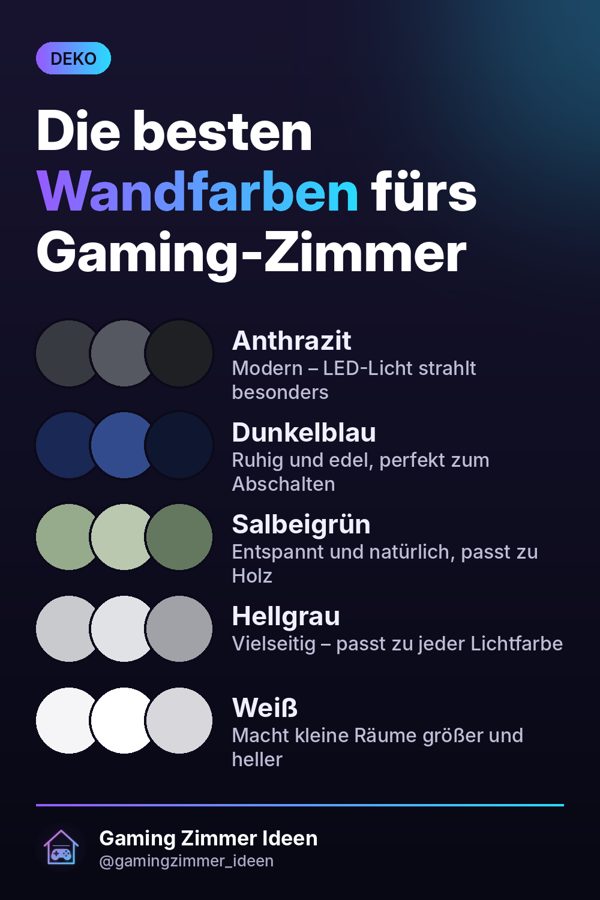 DEKO
Die besten
Wandfarben fürs
Gaming-Zimmer
Anthrazit
Modern – LED-Licht strahlt
besonders
Dunkelblau
Ruhig und edel, perfekt zum
Abschalten
Salbeigrün
Entspannt und natürlich, passt zu
Holz
Hellgrau
Vielseitig – passt zu jeder Lichtfarbe
Weiß
Macht kleine Räume größer und
heller
Gaming Zimmer Ideen
@gamingzimmer_ideen